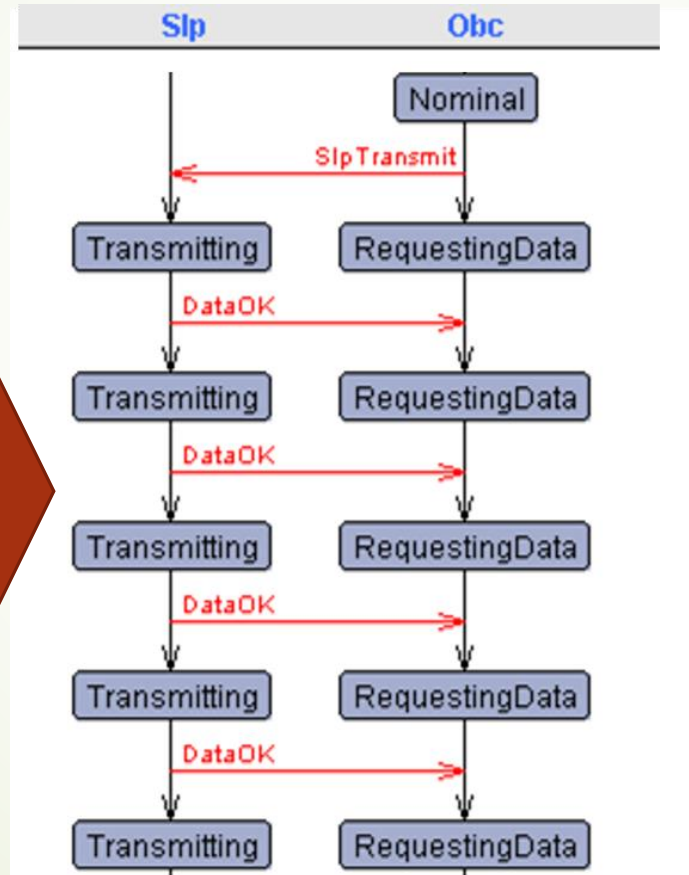 Slp Obc
Nominal
SlpTransmit
Transmitting RequestingData
DataOK
Transmitting RequestingData
DataOK
Transmitting RequestingData
DataOK
Transmitting RequestingData
DataOK
Transmitting RequestingData